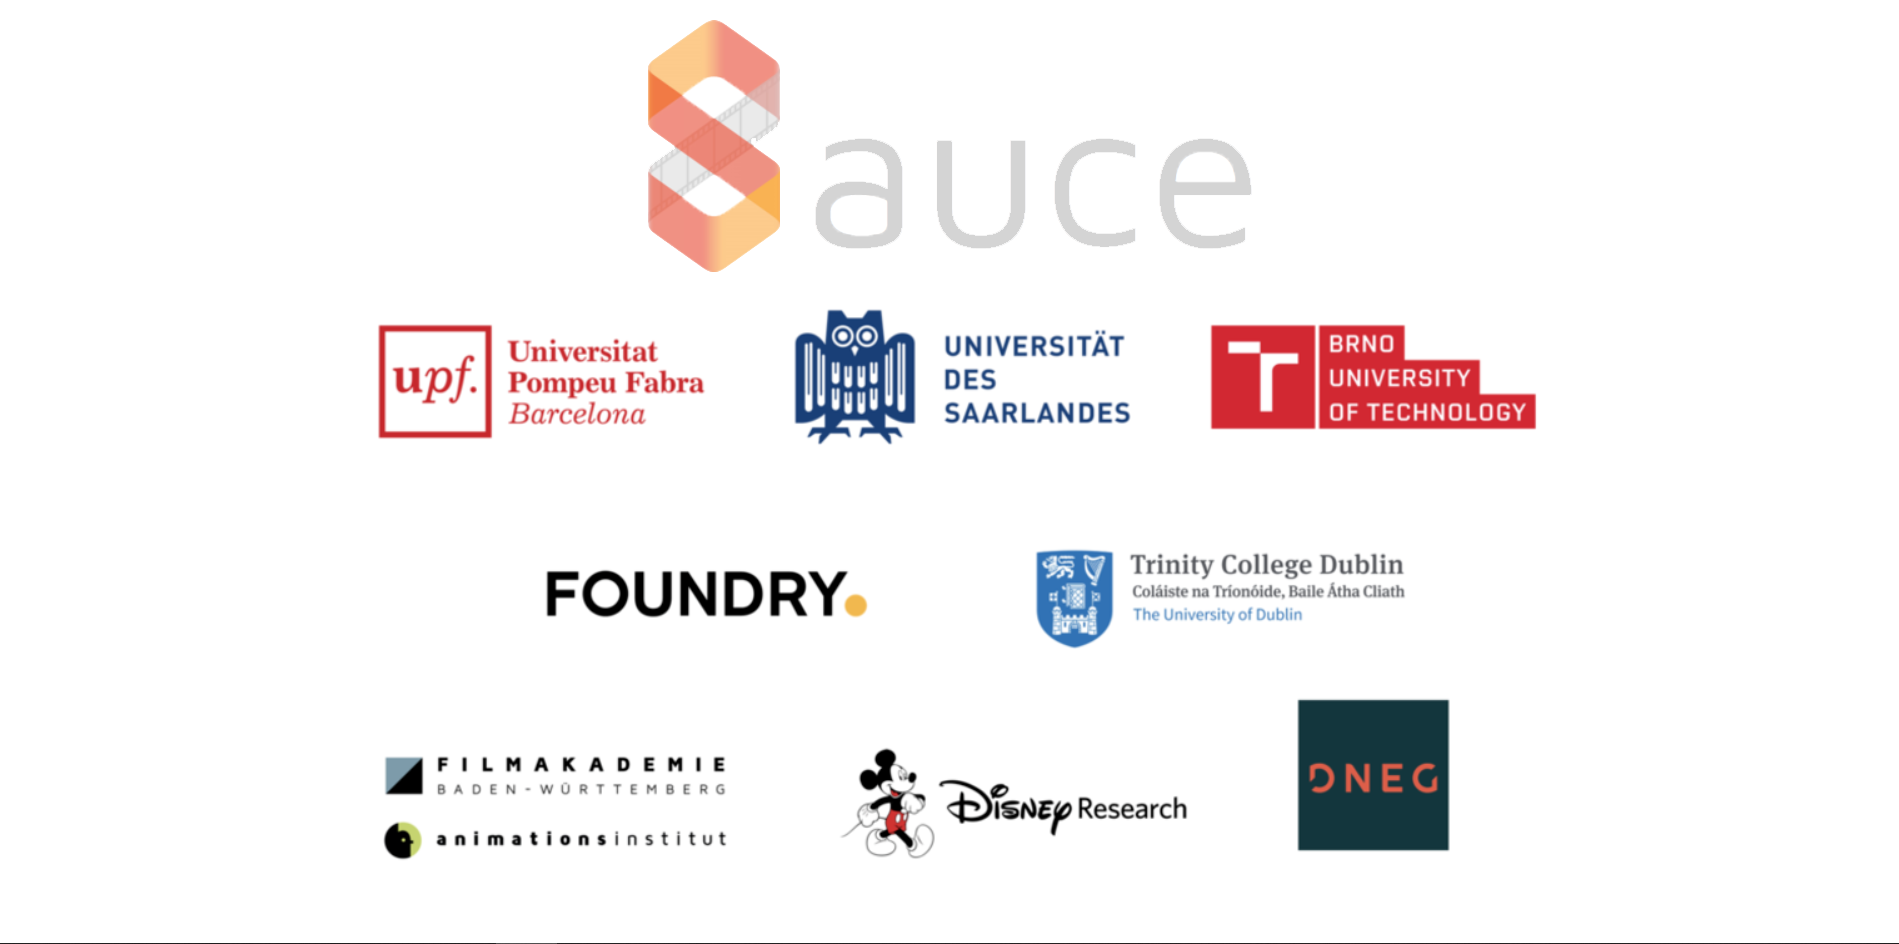 Sauce
upf.
Universitat
Pompeu Fabra
Barcelona
UNIVERSITÄT
DES
SAARLANDES
BRNO
UNIVERSITY
OF TECHNOLOGY
FOUNDRY.
Trinity College Dublin
Coláiste na Tríonóide, Baile Átha Cliath
The University of Dublin
FILMAKADEMIE
BADEN-WÜRTTEMBERG
animationsinstitut
Disney Research
DNEG